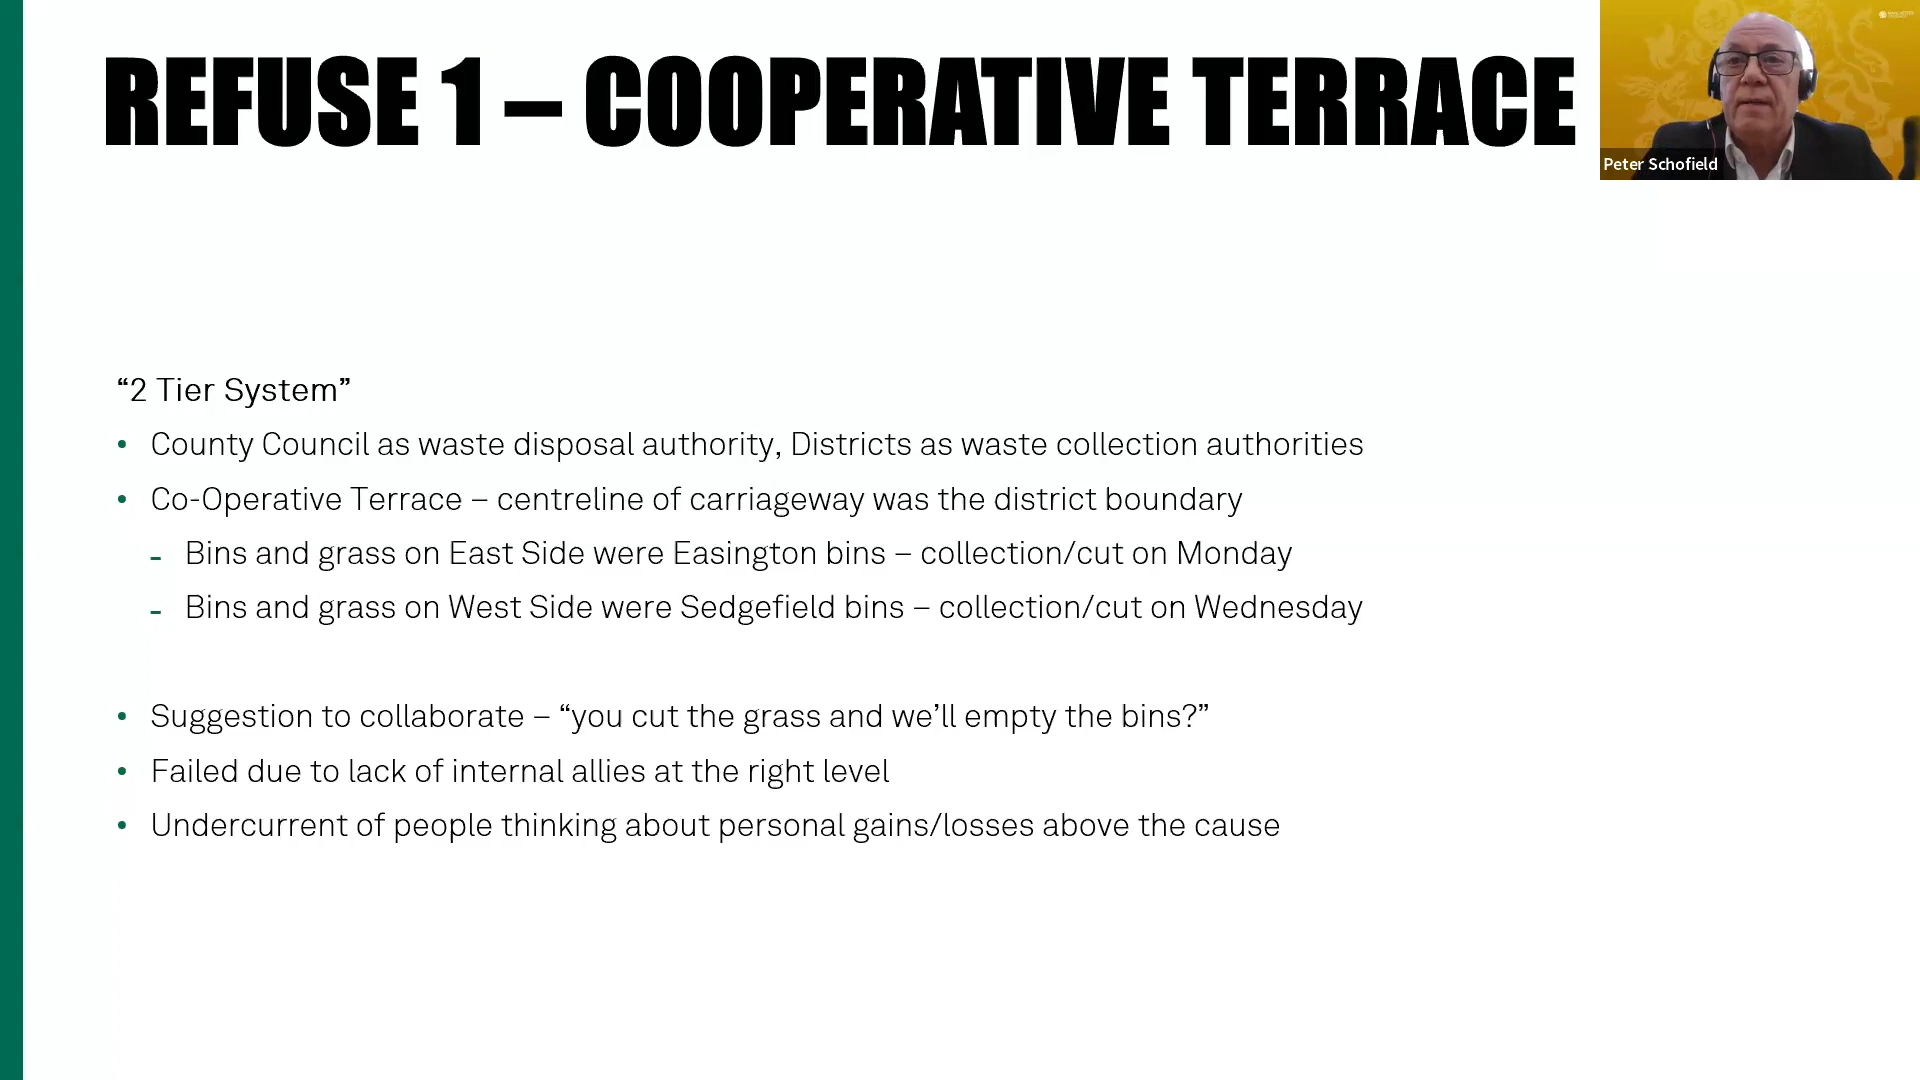 REFUSE 1 – COOPERATIVE TERRACE
Peter Schofield
“2 Tier System”
• County Council as waste disposal authority, Districts as waste collection authorities
• Co-Operative Terrace – centreline of carriageway was the district boundary
- Bins and grass on East Side were Easington bins – collection/cut on Monday
- Bins and grass on West Side were Sedgefield bins – collection/cut on Wednesday
• Suggestion to collaborate – “you cut the grass and we’ll empty the bins?”
• Failed due to lack of internal allies at the right level
• Undercurrent of people thinking about personal gains/losses above the cause